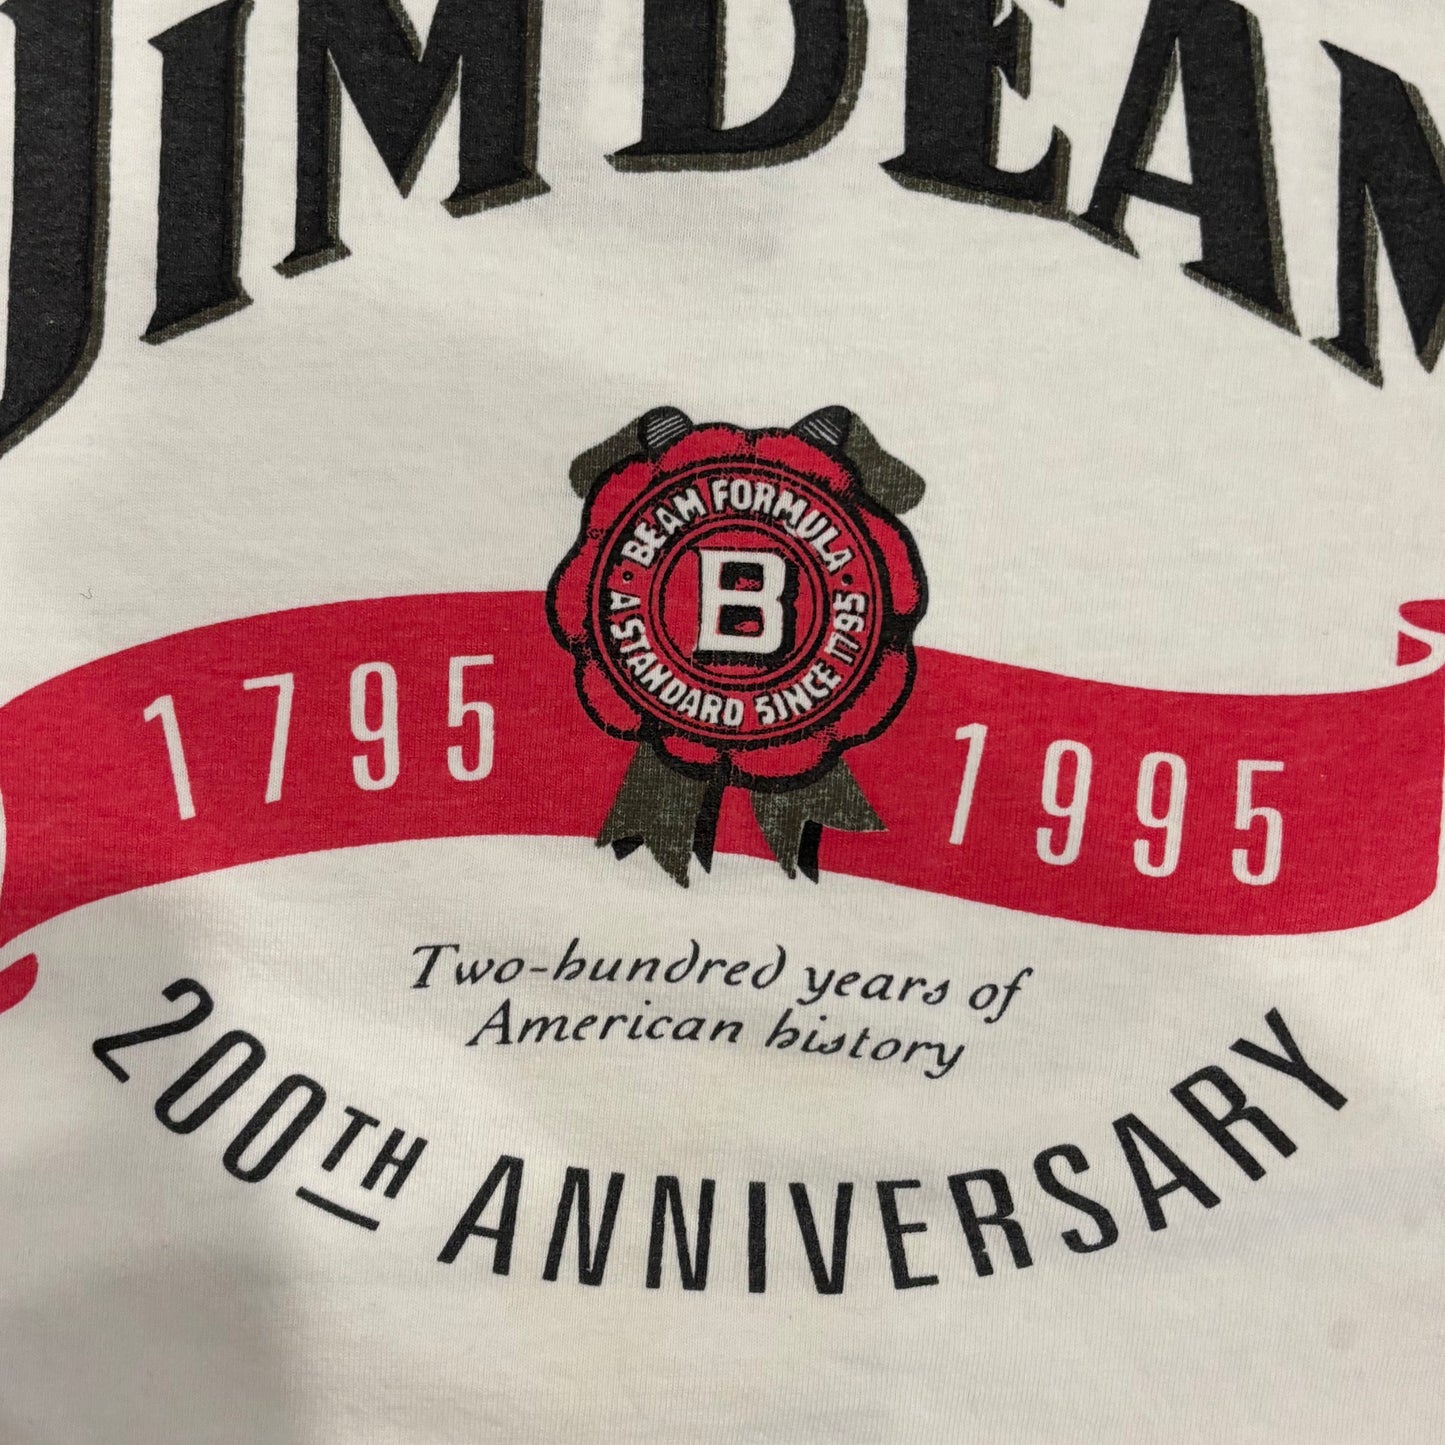 JIM BEAM
BEAM FORMULA
B
A STANDARD SINCE 1795
1795 1995
Two-hundred years of
American history
200TH ANNIVERSARY